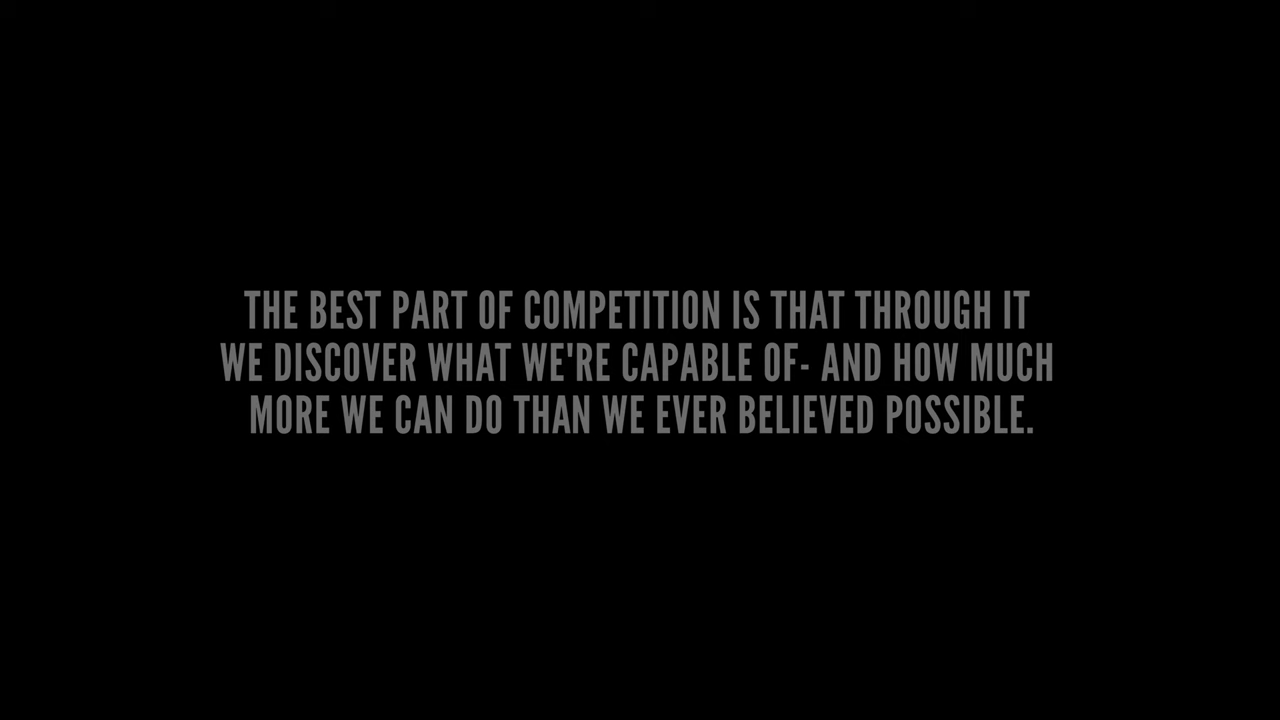 THE BEST PART OF COMPETITION IS THAT THROUGH IT
WE DISCOVER WHAT WE'RE CAPABLE OF- AND HOW MUCH
MORE WE CAN DO THAN WE EVER BELIEVED POSSIBLE.